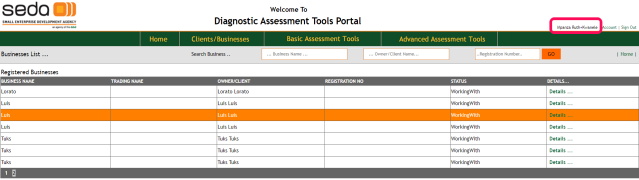 seda
SMALL ENTERPRISE DEVELOPMENT AGENCY
Welcome To
Diagnostic Assessment Tools Portal
Account : Sign Out
Home Clients/Businesses Basic Assessment Tools Advanced Assessment Tools
Businesses List ... Search Business .. ... Business Name ... ... Owner/Client Name... ..Registration Number.. GO | Home |
Registered Businesses
BUSINESS NAME TRADING NAME OWNER/CLIENT REGISTRATION NO STATUS DETAILS...
Lorato Lorato Lorato WorkingWith Details ...
Luis Luis Luis WorkingWith Details ...
Luis Luis Luis WorkingWith Details ...
Luis Luis Luis WorkingWith Details ...
Tuks Tuks Tuks WorkingWith Details ...
Tuks Tuks Tuks WorkingWith Details ...
Tuks Tuks Tuks WorkingWith Details ...
1 2